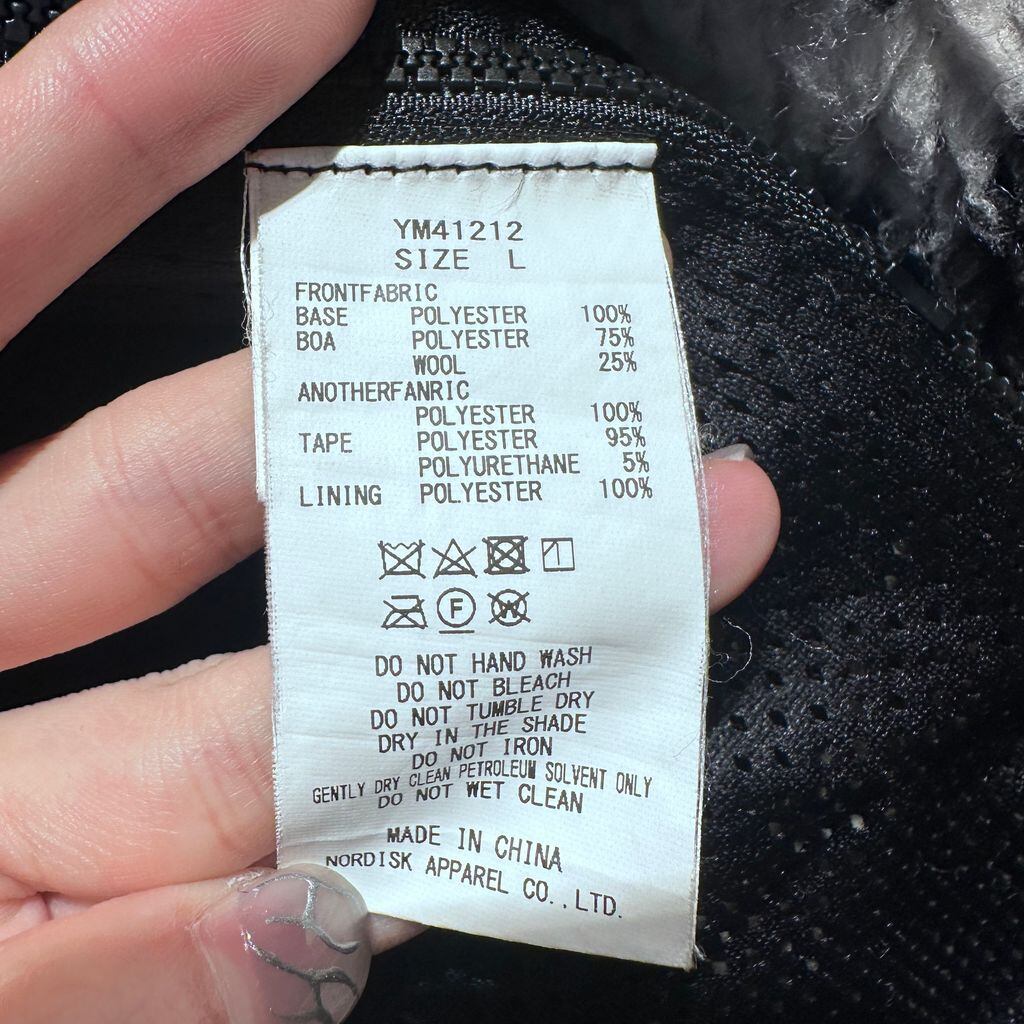 YM41212
SIZE L
FRONTFABRIC
BASE POLYESTER 100%
BOA POLYESTER 75%
WOOL 25%
ANOTHERFANRIC
POLYESTER 100%
TAPE POLYESTER 95%
POLYURETHANE 5%
LINING POLYESTER 100%
F
W
DO NOT HAND WASH
DO NOT BLEACH
DO NOT TUMBLE DRY
DRY IN THE SHADE
DO NOT IRON
GENTLY DRY CLEAN PETROLEUM SOLVENT ONLY
DO NOT WET CLEAN
MADE IN CHINA
NORDISK APPAREL CO.,LTD.